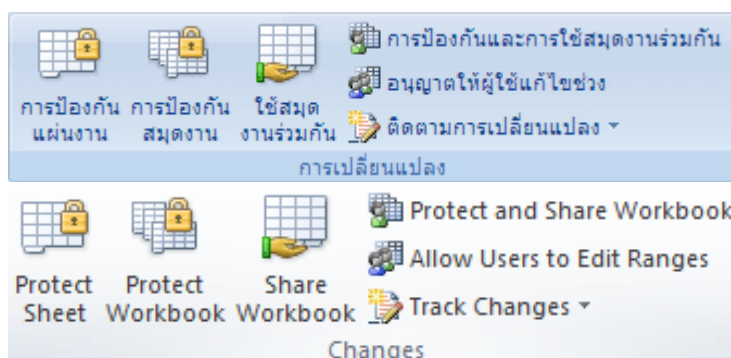 การป้องกันและการใช้สมุดงานร่วมกัน
อนุญาตให้ผู้ใช้แก้ไขช่วง
ติดตามการเปลี่ยนแปลง
การป้องกัน
แผ่นงาน
การป้องกัน
สมุดงาน
ใช้สมุด
งานร่วมกัน
การเปลี่ยนแปลง
Protect and Share Workbook
Allow Users to Edit Ranges
Track Changes
Protect
Sheet
Protect
Workbook
Share
Workbook
Changes